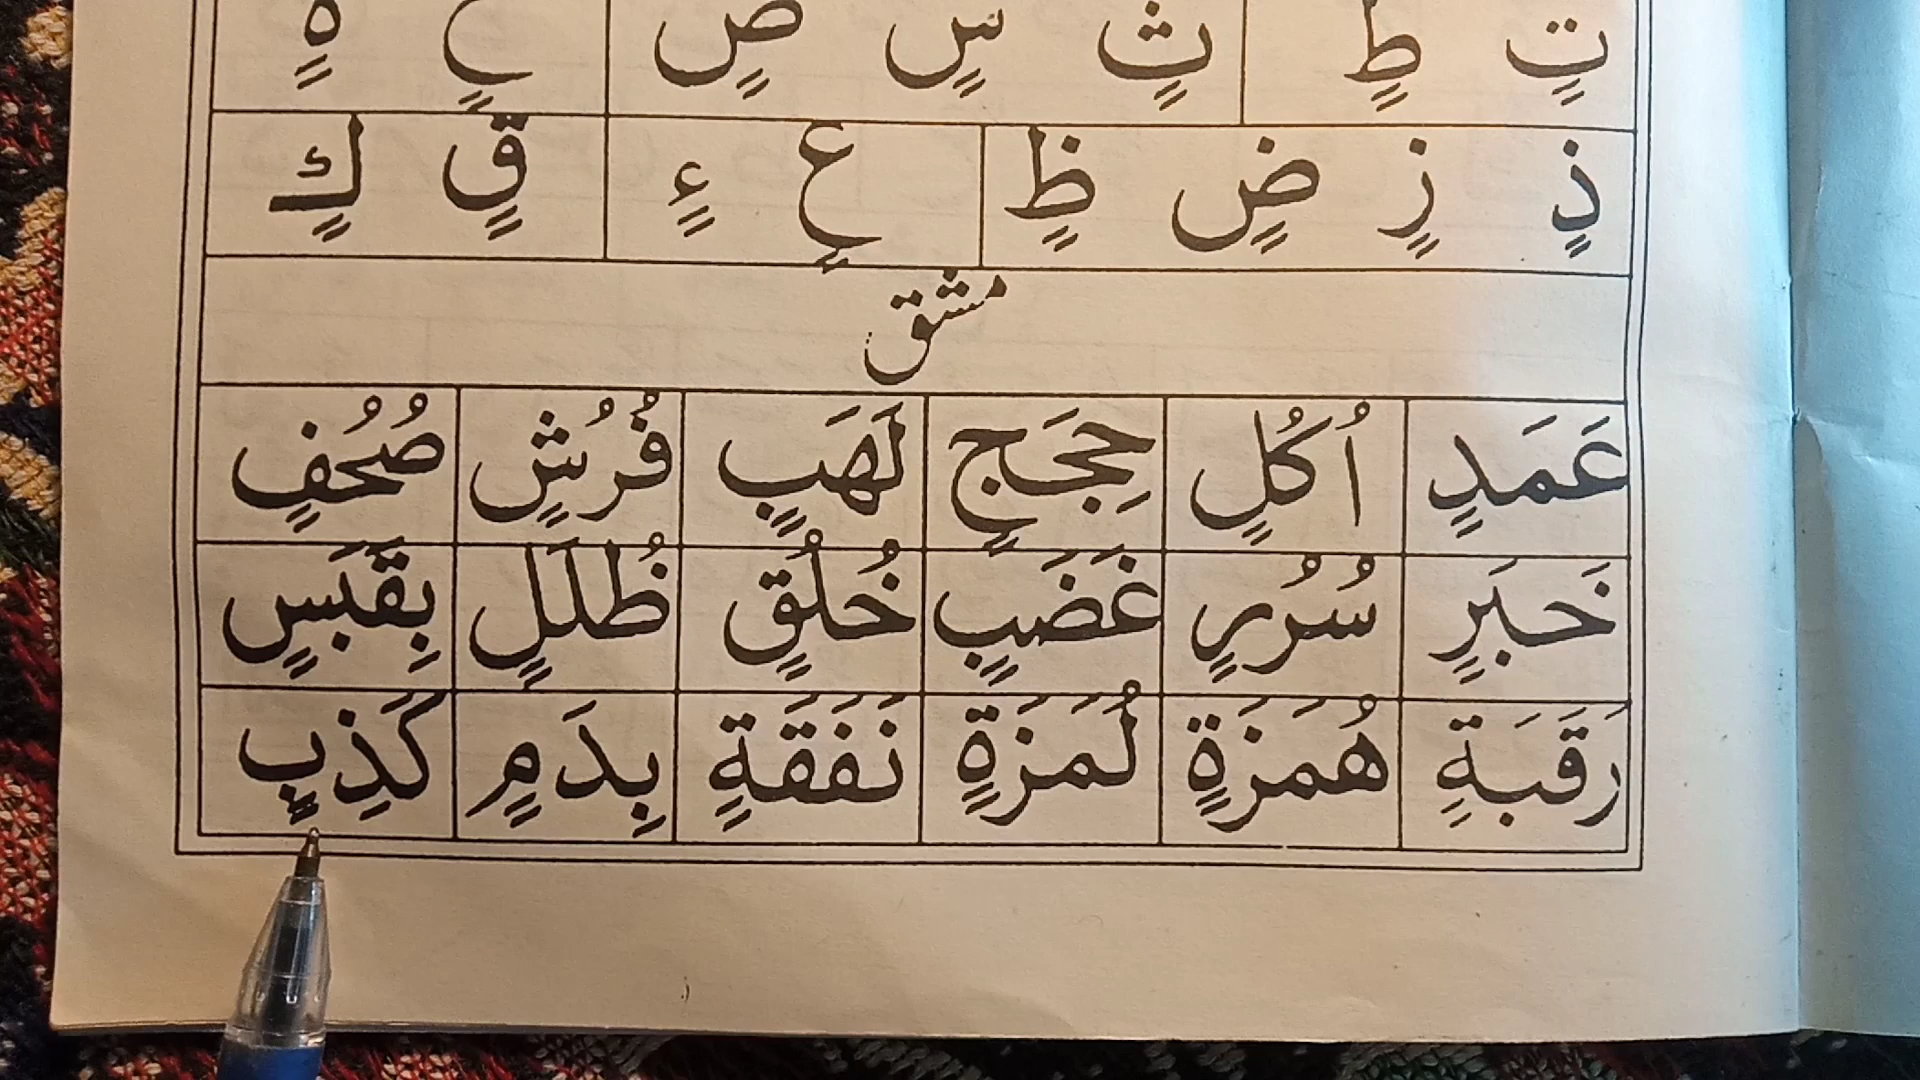 تٍ طٍ ثٍ سٍ صٍ حٍ هٍ
ذٍ زٍ ضٍ ظٍ عٍ ءٍ قٍ كٍ
مشق
عَمَدٍ اُكُلٍ حِجَجٍ لَهَبٍ فُرُشٍ صُحُفٍ
خَبَرٍ سُرُرٍ غَضَبٍ خُلُقٍ ظُلَلٍ بِقَبَسٍ
رَقَبَةٍ هُمَزَةٍ لُمَزَةٍ نَفَقَةٍ بِدَمٍ كَذِبٍ